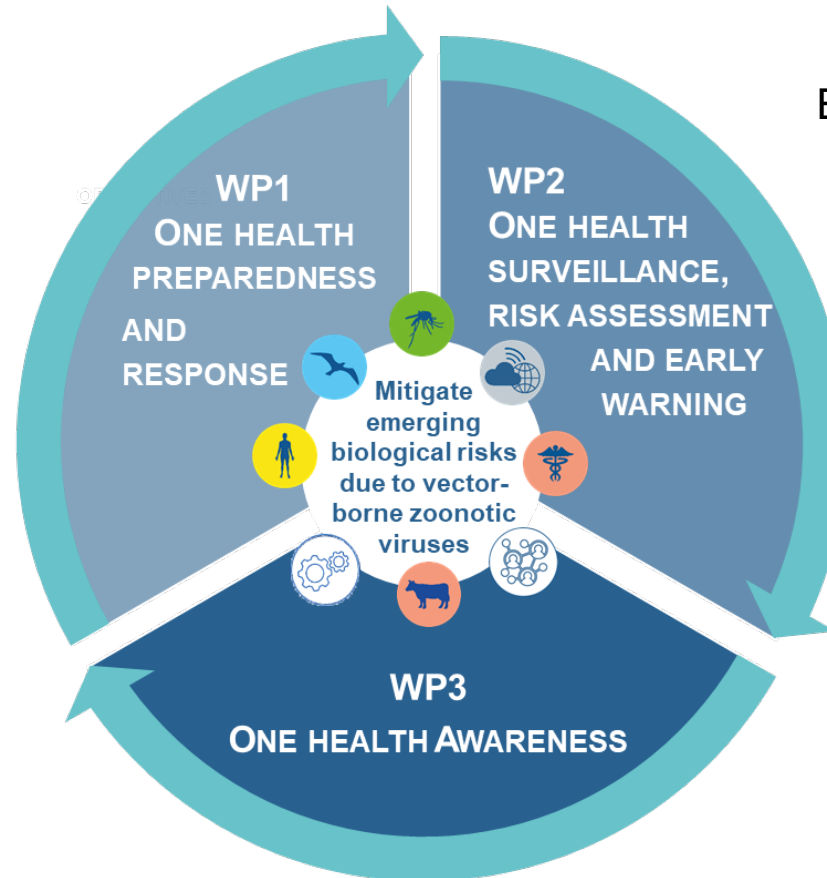 WP1
ONE HEALTH
PREPAREDNESS
AND
RESPONSE
WP2
ONE HEALTH
SURVEILLANCE,
RISK ASSESSMENT
AND EARLY
WARNING
Mitigate
emerging
biological risks
due to vector-
borne zoonotic
viruses
WP3
ONE HEALTH AWARENESS